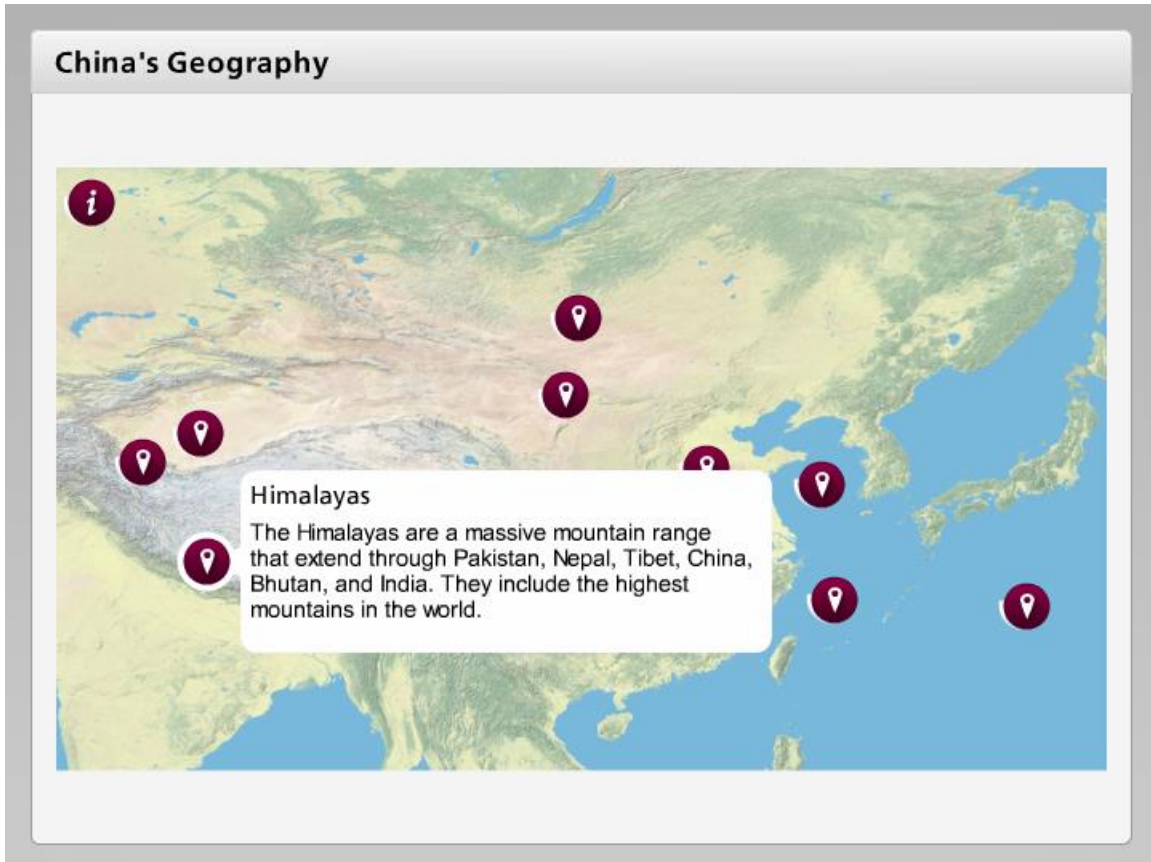 China's Geography
i
Himalayas
The Himalayas are a massive mountain range
that extend through Pakistan, Nepal, Tibet, China,
Bhutan, and India. They include the highest
mountains in the world.